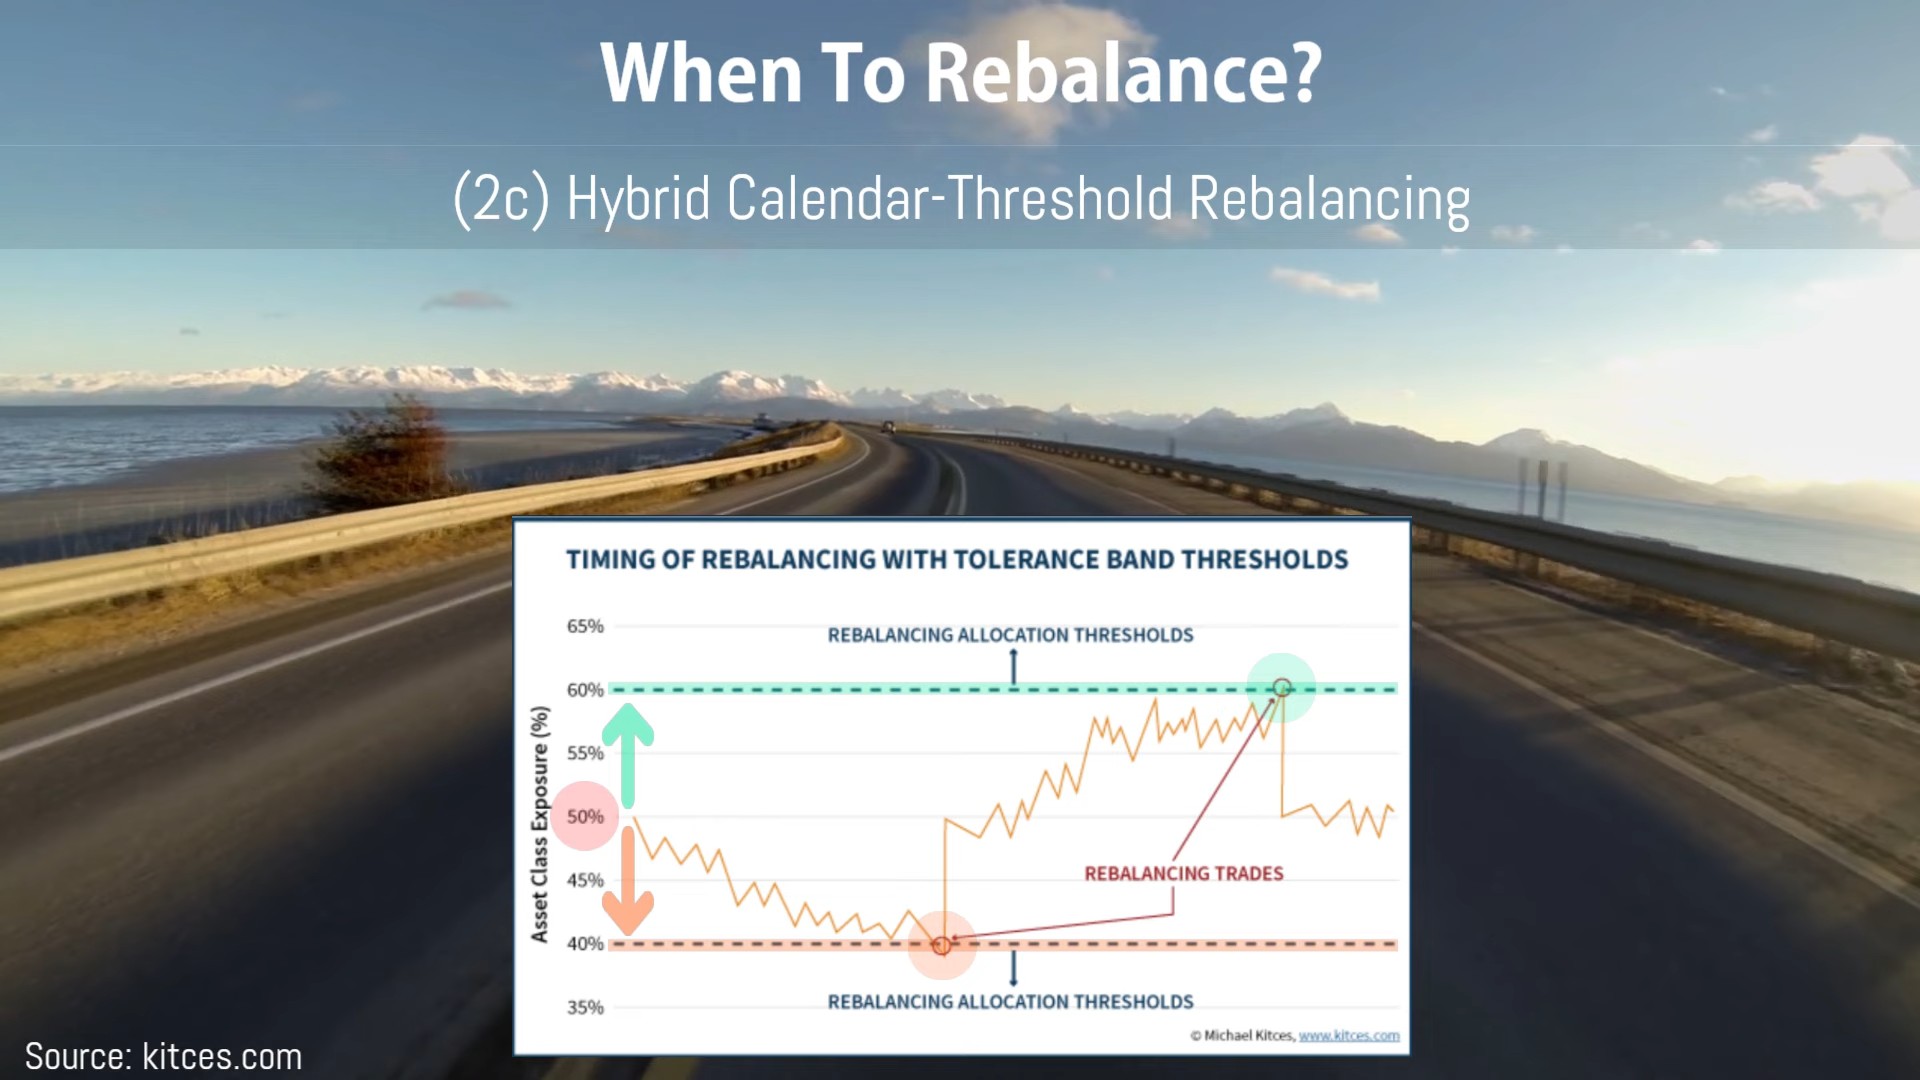 When To Rebalance?
(2c) Hybrid Calendar-Threshold Rebalancing
TIMING OF REBALANCING WITH TOLERANCE BAND THRESHOLDS
65%
REBALANCING ALLOCATION THRESHOLDS
60%
55%
Asset Class Exposure (%)
50%
45%
REBALANCING TRADES
40%
REBALANCING ALLOCATION THRESHOLDS
35%
© Michael Kitces, www.kitces.com
Source: kitces.com